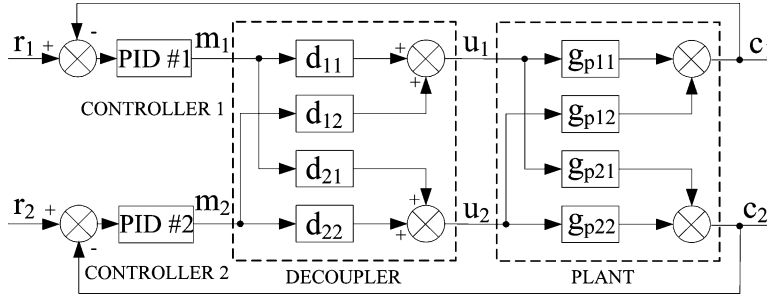 r1 + - PID #1 m1 d11 + + u1 gp11 c1
CONTROLLER 1 d12 gp12
d21 gp21
r2 + - PID #2 m2 d22 + + u2 gp22 c2
CONTROLLER 2 DECOUPLER PLANT